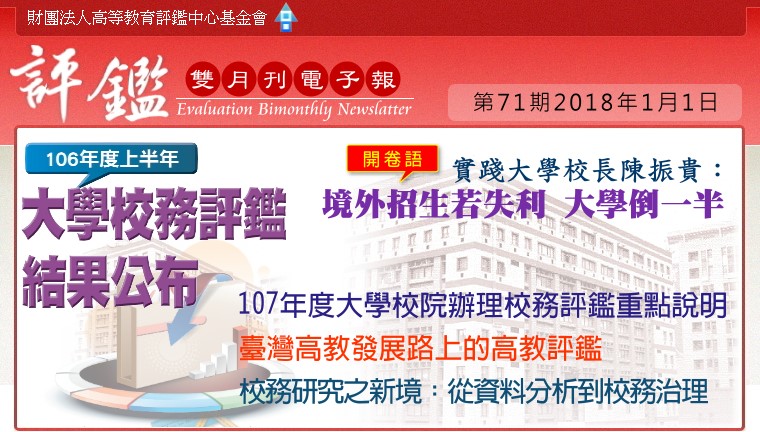 財團法人高等教育評鑑中心基金會
評鑑 雙月刊電子報
Evaluation Bimonthly Newslatter
第71期2018年1月1日
106年度上半年
大學校務評鑑
結果公布
開卷語
實踐大學校長陳振貴：
境外招生若失利 大學倒一半
107年度大學校院辦理校務評鑑重點說明
臺灣高教發展路上的高教評鑑
校務研究之新境：從資料分析到校務治理